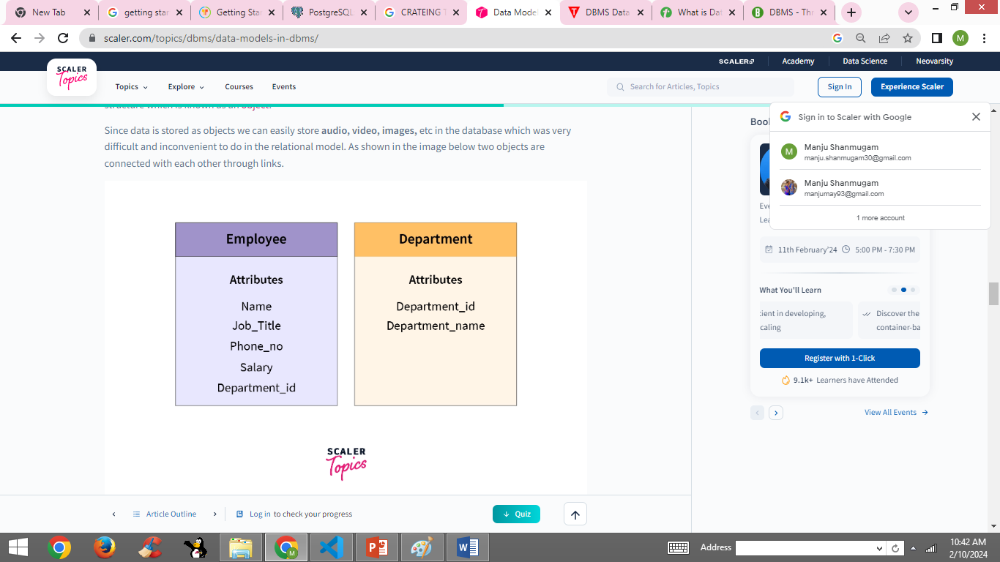 New Tab
getting star
Getting Star
PostgreSQL
CRATEING T
Data Model
DBMS Data
What is Dat
DBMS - Thr
scaler.com/topics/dbms/data-models-in-dbms/
M
SCALER
Academy
Data Science
Neovarsity
SCALER
Topics
Topics
Explore
Courses
Events
Search for Articles, Topics
Sign In
Experience Scaler
structure which is known as an object.
Since data is stored as objects we can easily store audio, video, images, etc in the database which was very
difficult and inconvenient to do in the relational model. As shown in the image below two objects are
connected with each other through links.
Employee
Attributes
Name
Job_Title
Phone_no
Salary
Department_id
Department
Attributes
Department_id
Department_name
SCALER
Topics
Article Outline
Log in to check your progress
Quiz
Sign in to Scaler with Google
M
Manju Shanmugam
manju.shanmugam30@gmail.com
Manju Shanmugam
manjumay93@gmail.com
1 more account
11th February'24
5:00 PM - 7:30 PM
What You'll Learn
in developing,
Discover the
Register with 1-Click
9.1k+ Learners have Attended
View All Events
Address
10:42 AM
2/10/2024